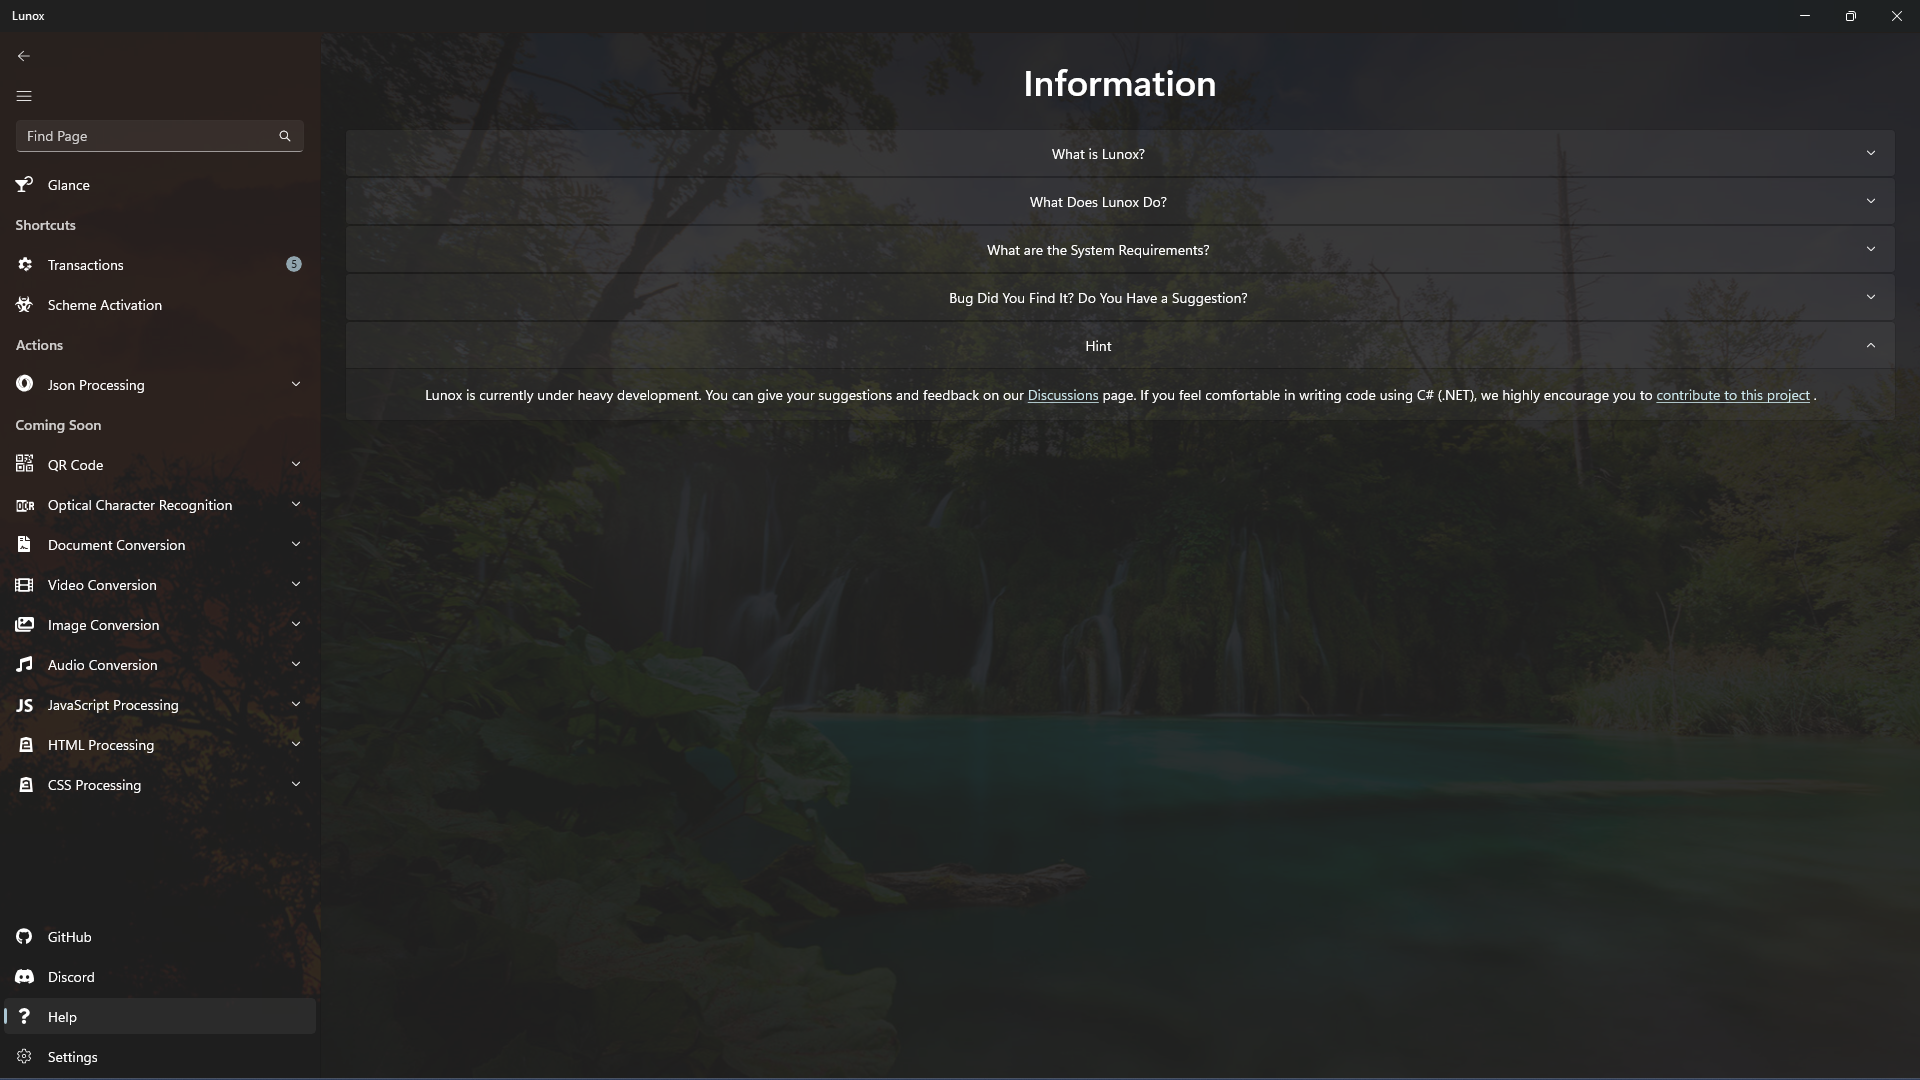 Lunox
Find Page
Glance
Shortcuts
Transactions 5
Scheme Activation
Actions
Json Processing
Coming Soon
QR Code
Optical Character Recognition
Document Conversion
Video Conversion
Image Conversion
Audio Conversion
JS JavaScript Processing
HTML Processing
CSS Processing
GitHub
Discord
Help
Settings
Information
What is Lunox?
What Does Lunox Do?
What are the System Requirements?
Bug Did You Find It? Do You Have a Suggestion?
Hint
Lunox is currently under heavy development. You can give your suggestions and feedback on our Discussions page. If you feel comfortable in writing code using C# (.NET), we highly encourage you to contribute to this project .